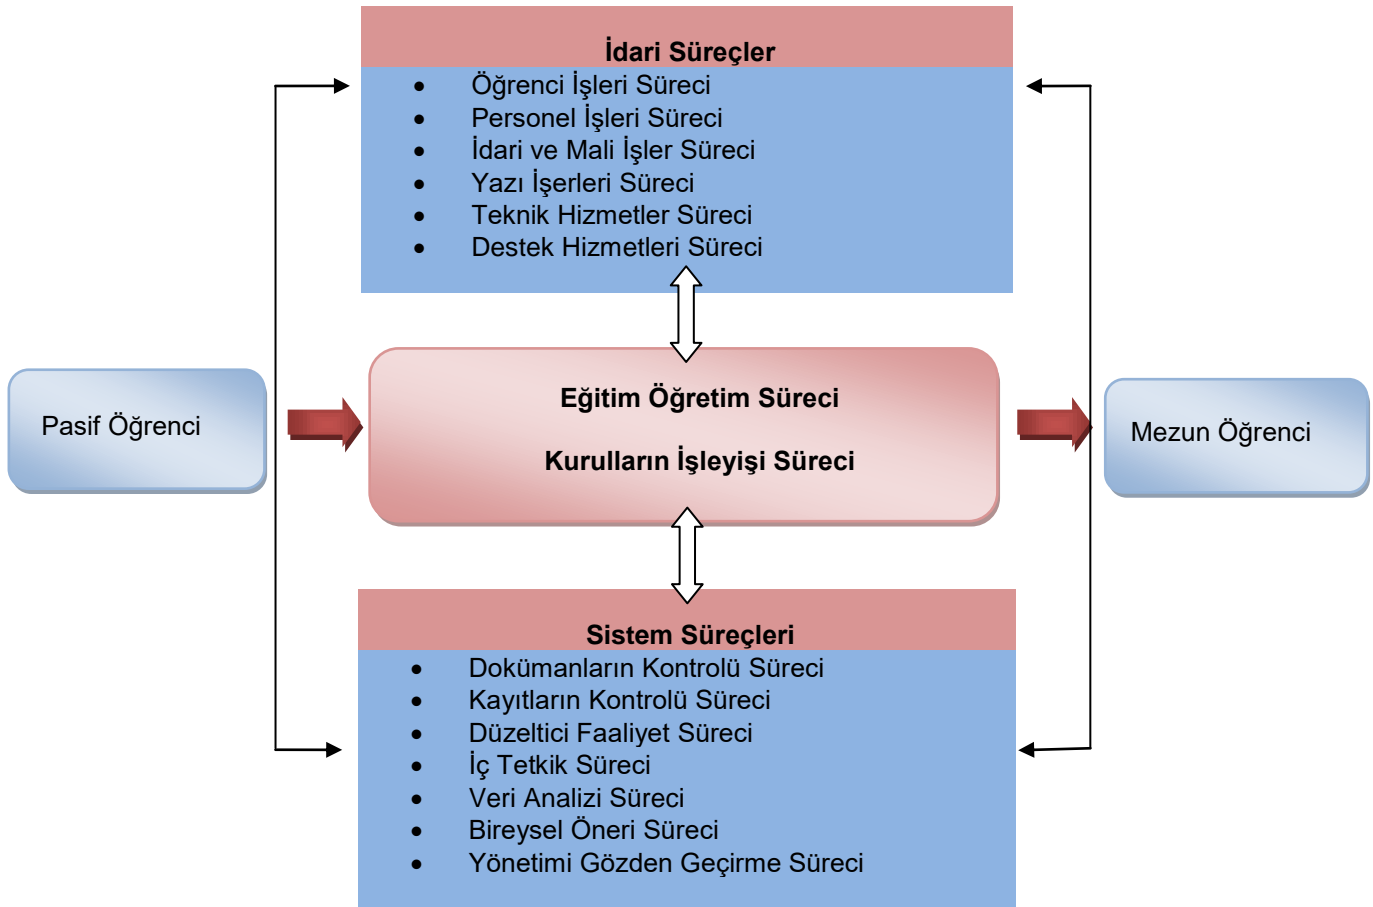 İdari Süreçler
• Öğrenci İşleri Süreci
• Personel İşleri Süreci
• İdari ve Mali İşler Süreci
• Yazı İşerleri Süreci
• Teknik Hizmetler Süreci
• Destek Hizmetleri Süreci
Pasif Öğrenci
Eğitim Öğretim Süreci
Kurulların İşleyişi Süreci
Mezun Öğrenci
Sistem Süreçleri
• Dokümanların Kontrolü Süreci
• Kayıtların Kontrolü Süreci
• Düzeltici Faaliyet Süreci
• İç Tetkik Süreci
• Veri Analizi Süreci
• Bireysel Öneri Süreci
• Yönetimi Gözden Geçirme Süreci